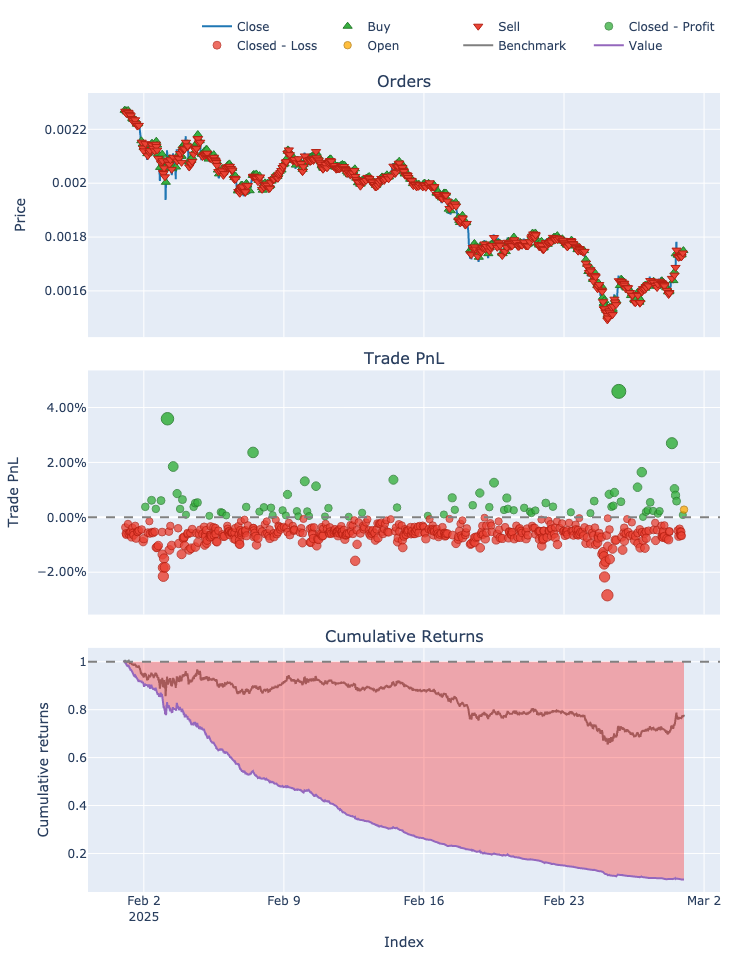 Close Buy Sell Closed - Profit
Closed - Loss Open Benchmark Value
Orders
0.0022
0.002
0.0018
0.0016
Price
Trade PnL
4.00%
2.00%
0.00%
−2.00%
Trade PnL
Cumulative Returns
1
0.8
0.6
0.4
0.2
Cumulative returns
Feb 2 Feb 9 Feb 16 Feb 23 Mar 2
2025
Index